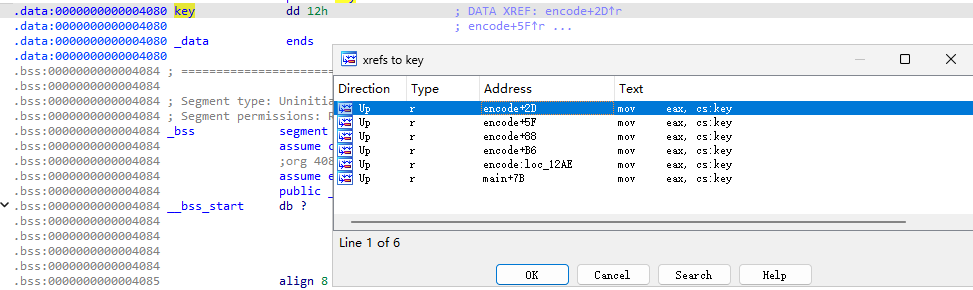 .data:0000000000004080 key dd 12h ; DATA XREF: encode+2D↑r
.data:0000000000004080 ; encode+5F↑r ...
.data:0000000000004080 _data ends
.data:0000000000004080
.bss:0000000000004084 ; ========================
.bss:0000000000004084
.bss:0000000000004084 ; Segment type: Uninitia
.bss:0000000000004084 ; Segment permissions: R
.bss:0000000000004084 _bss segment
.bss:0000000000004084 assume c
.bss:0000000000004084 ;org 408
.bss:0000000000004084 assume e
.bss:0000000000004084 public _
.bss:0000000000004084 __bss_start db ?
.bss:0000000000004084
.bss:0000000000004084
.bss:0000000000004084
.bss:0000000000004084
.bss:0000000000004085 align 8
xrefs to key
Direction Type Address Text
Up r encode+2D mov eax, cs:key
Up r encode+5F mov eax, cs:key
Up r encode+88 mov eax, cs:key
Up r encode+B6 mov eax, cs:key
Up r encode:loc_12AE mov eax, cs:key
Up r main+7B mov eax, cs:key
Line 1 of 6
OK Cancel Search Help